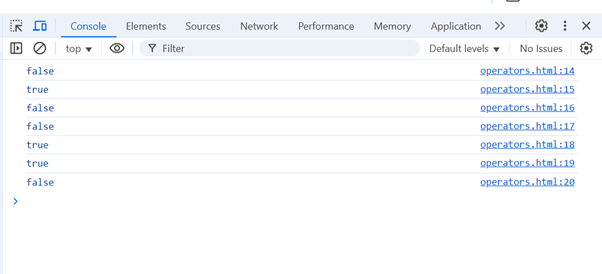 Console Elements Sources Network Performance Memory Application
top Filter Default levels No Issues
false operators.html:14
true operators.html:15
false operators.html:16
false operators.html:17
true operators.html:18
true operators.html:19
false operators.html:20